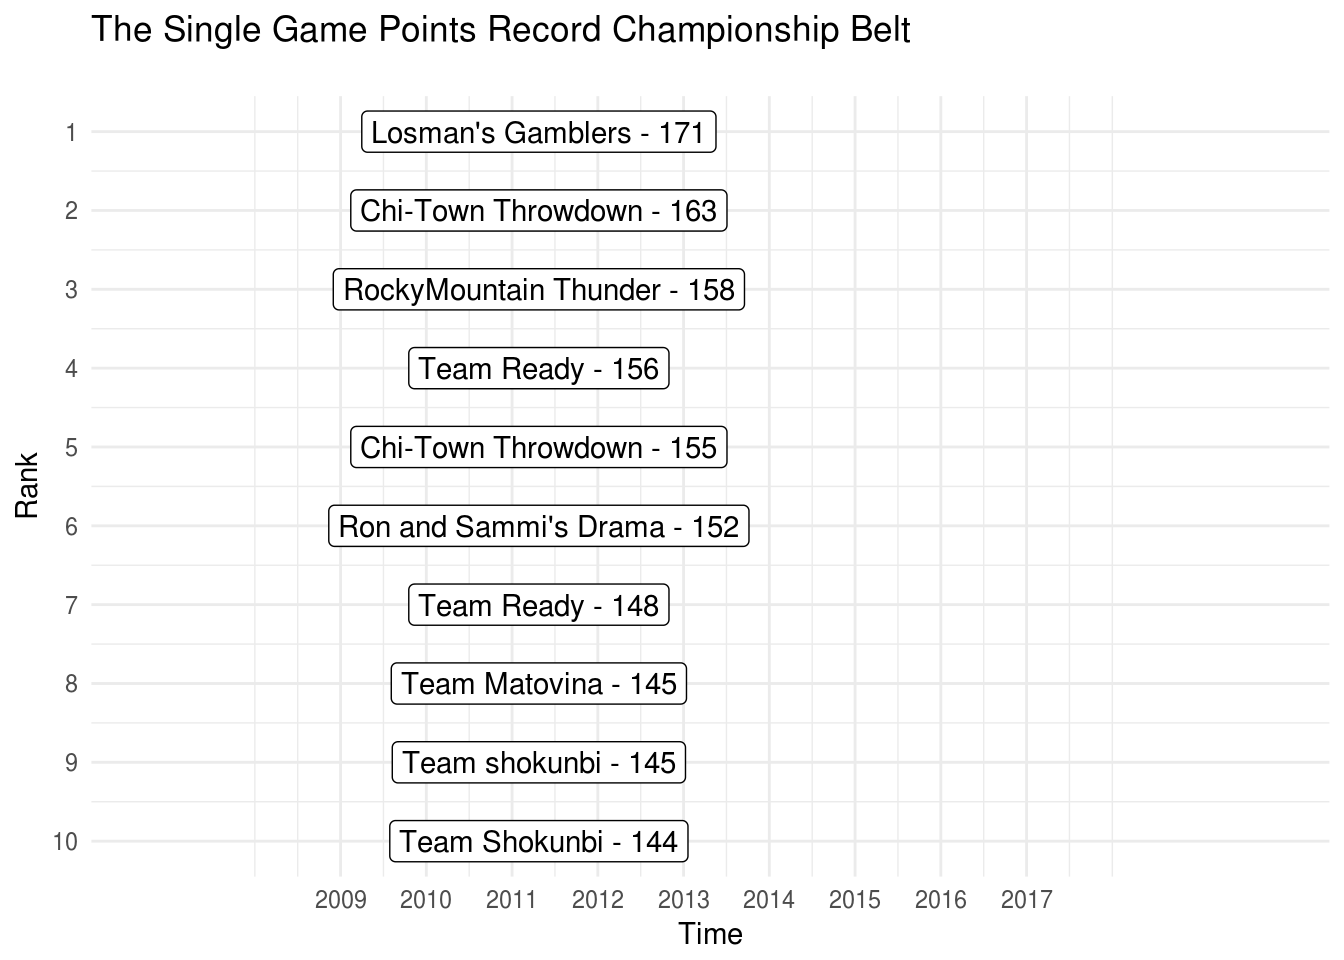 The Single Game Points Record Championship Belt
1
Losman's Gamblers - 171
2
Chi-Town Throwdown - 163
3
RockyMountain Thunder - 158
4
Team Ready - 156
5
Chi-Town Throwdown - 155
Rank
6
Ron and Sammi's Drama - 152
7
Team Ready - 148
8
Team Matovina - 145
9
Team shokunbi - 145
10
Team Shokunbi - 144
2009 2010 2011 2012 2013 2014 2015 2016 2017
Time